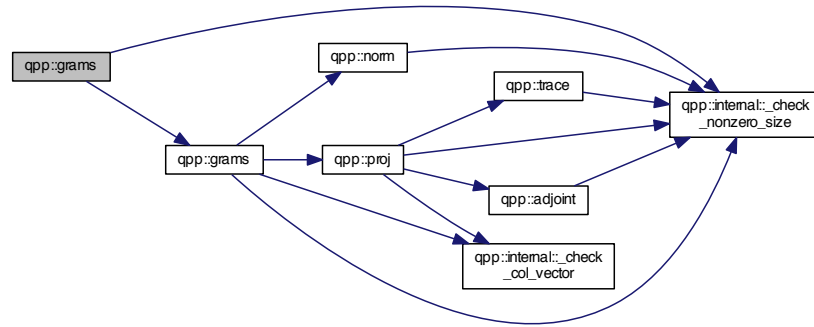 qpp::grams
qpp::grams
qpp::norm
qpp::proj
qpp::trace
qpp::adjoint
qpp::internal::_check
_col_vector
qpp::internal::_check
_nonzero_size